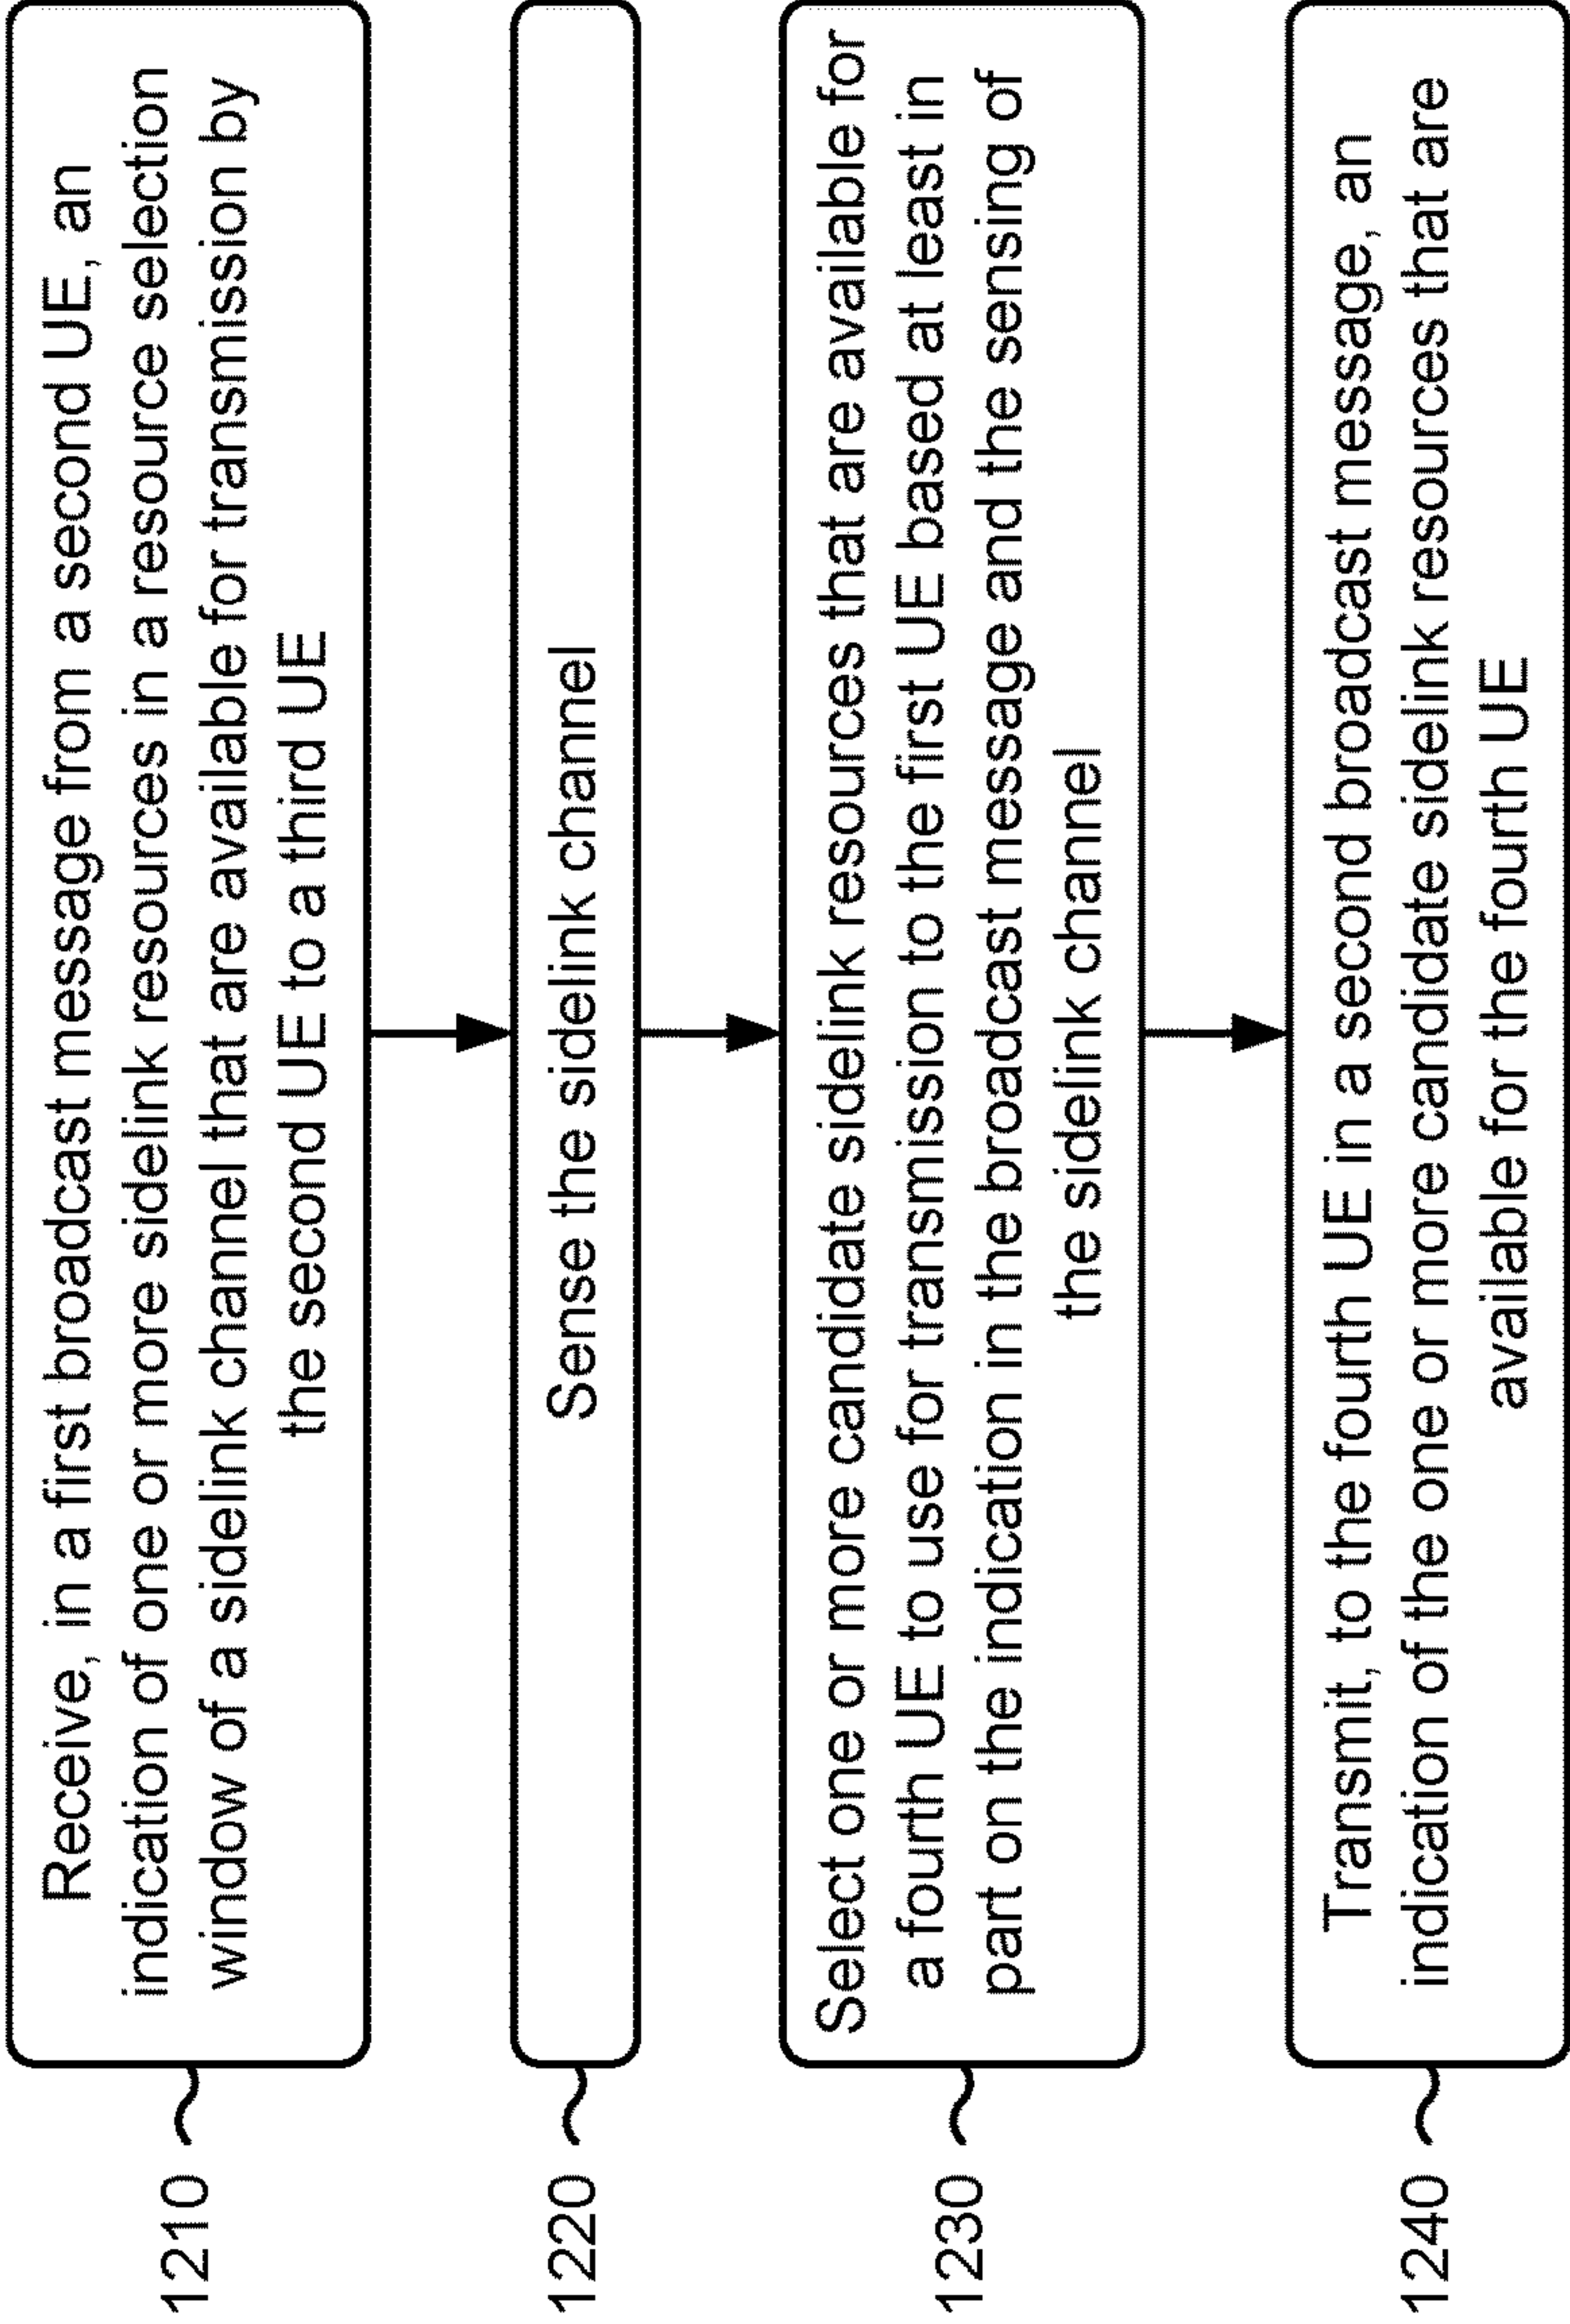 1210
Receive, in a first broadcast message from a second UE, an
indication of one or more sidelink resources in a resource selection
window of a sidelink channel that are available for transmission by
the second UE to a third UE
1220
Sense the sidelink channel
1230
Select one or more candidate sidelink resources that are available for
a fourth UE to use for transmission to the first UE based at least in
part on the indication in the broadcast message and the sensing of
the sidelink channel
1240
Transmit, to the fourth UE in a second broadcast message, an
indication of the one or more candidate sidelink resources that are
available for the fourth UE